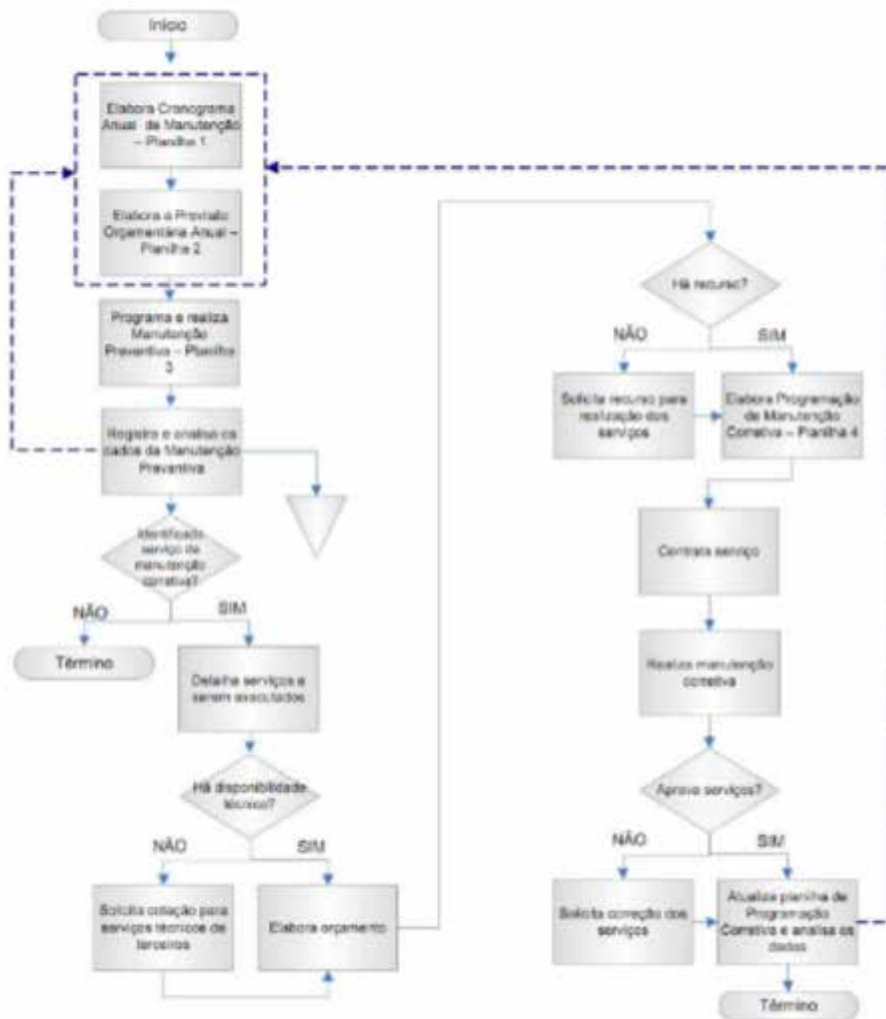 Início
Elabora Cronograma
Anual de Manutenção
– Planilha 1
Elabora a Previsão
Orçamentária Anual –
Planilha 2
Programa e realiza
Manutenção
Preventiva – Planilha
3
Registra e analisa os
dados da Manutenção
Preventiva
Identificado
serviço de
manutenção
corretiva?
NÃO
SIM
Término
Detalha serviços a
serem executados
Há disponibilidade
técnica?
NÃO
SIM
Solicita cotação para
serviços técnicos de
terceiros
Elabora orçamento
Há recurso?
NÃO
SIM
Solicita recurso para
realização dos
serviços
Elabora Programação
de Manutenção
Corretiva – Planilha 4
Contrata serviço
Realiza manutenção
corretiva
Aprova serviços?
NÃO
SIM
Solicita correção dos
serviços
Atualiza planilha de
Programação
Corretiva e analisa os
dados
Término